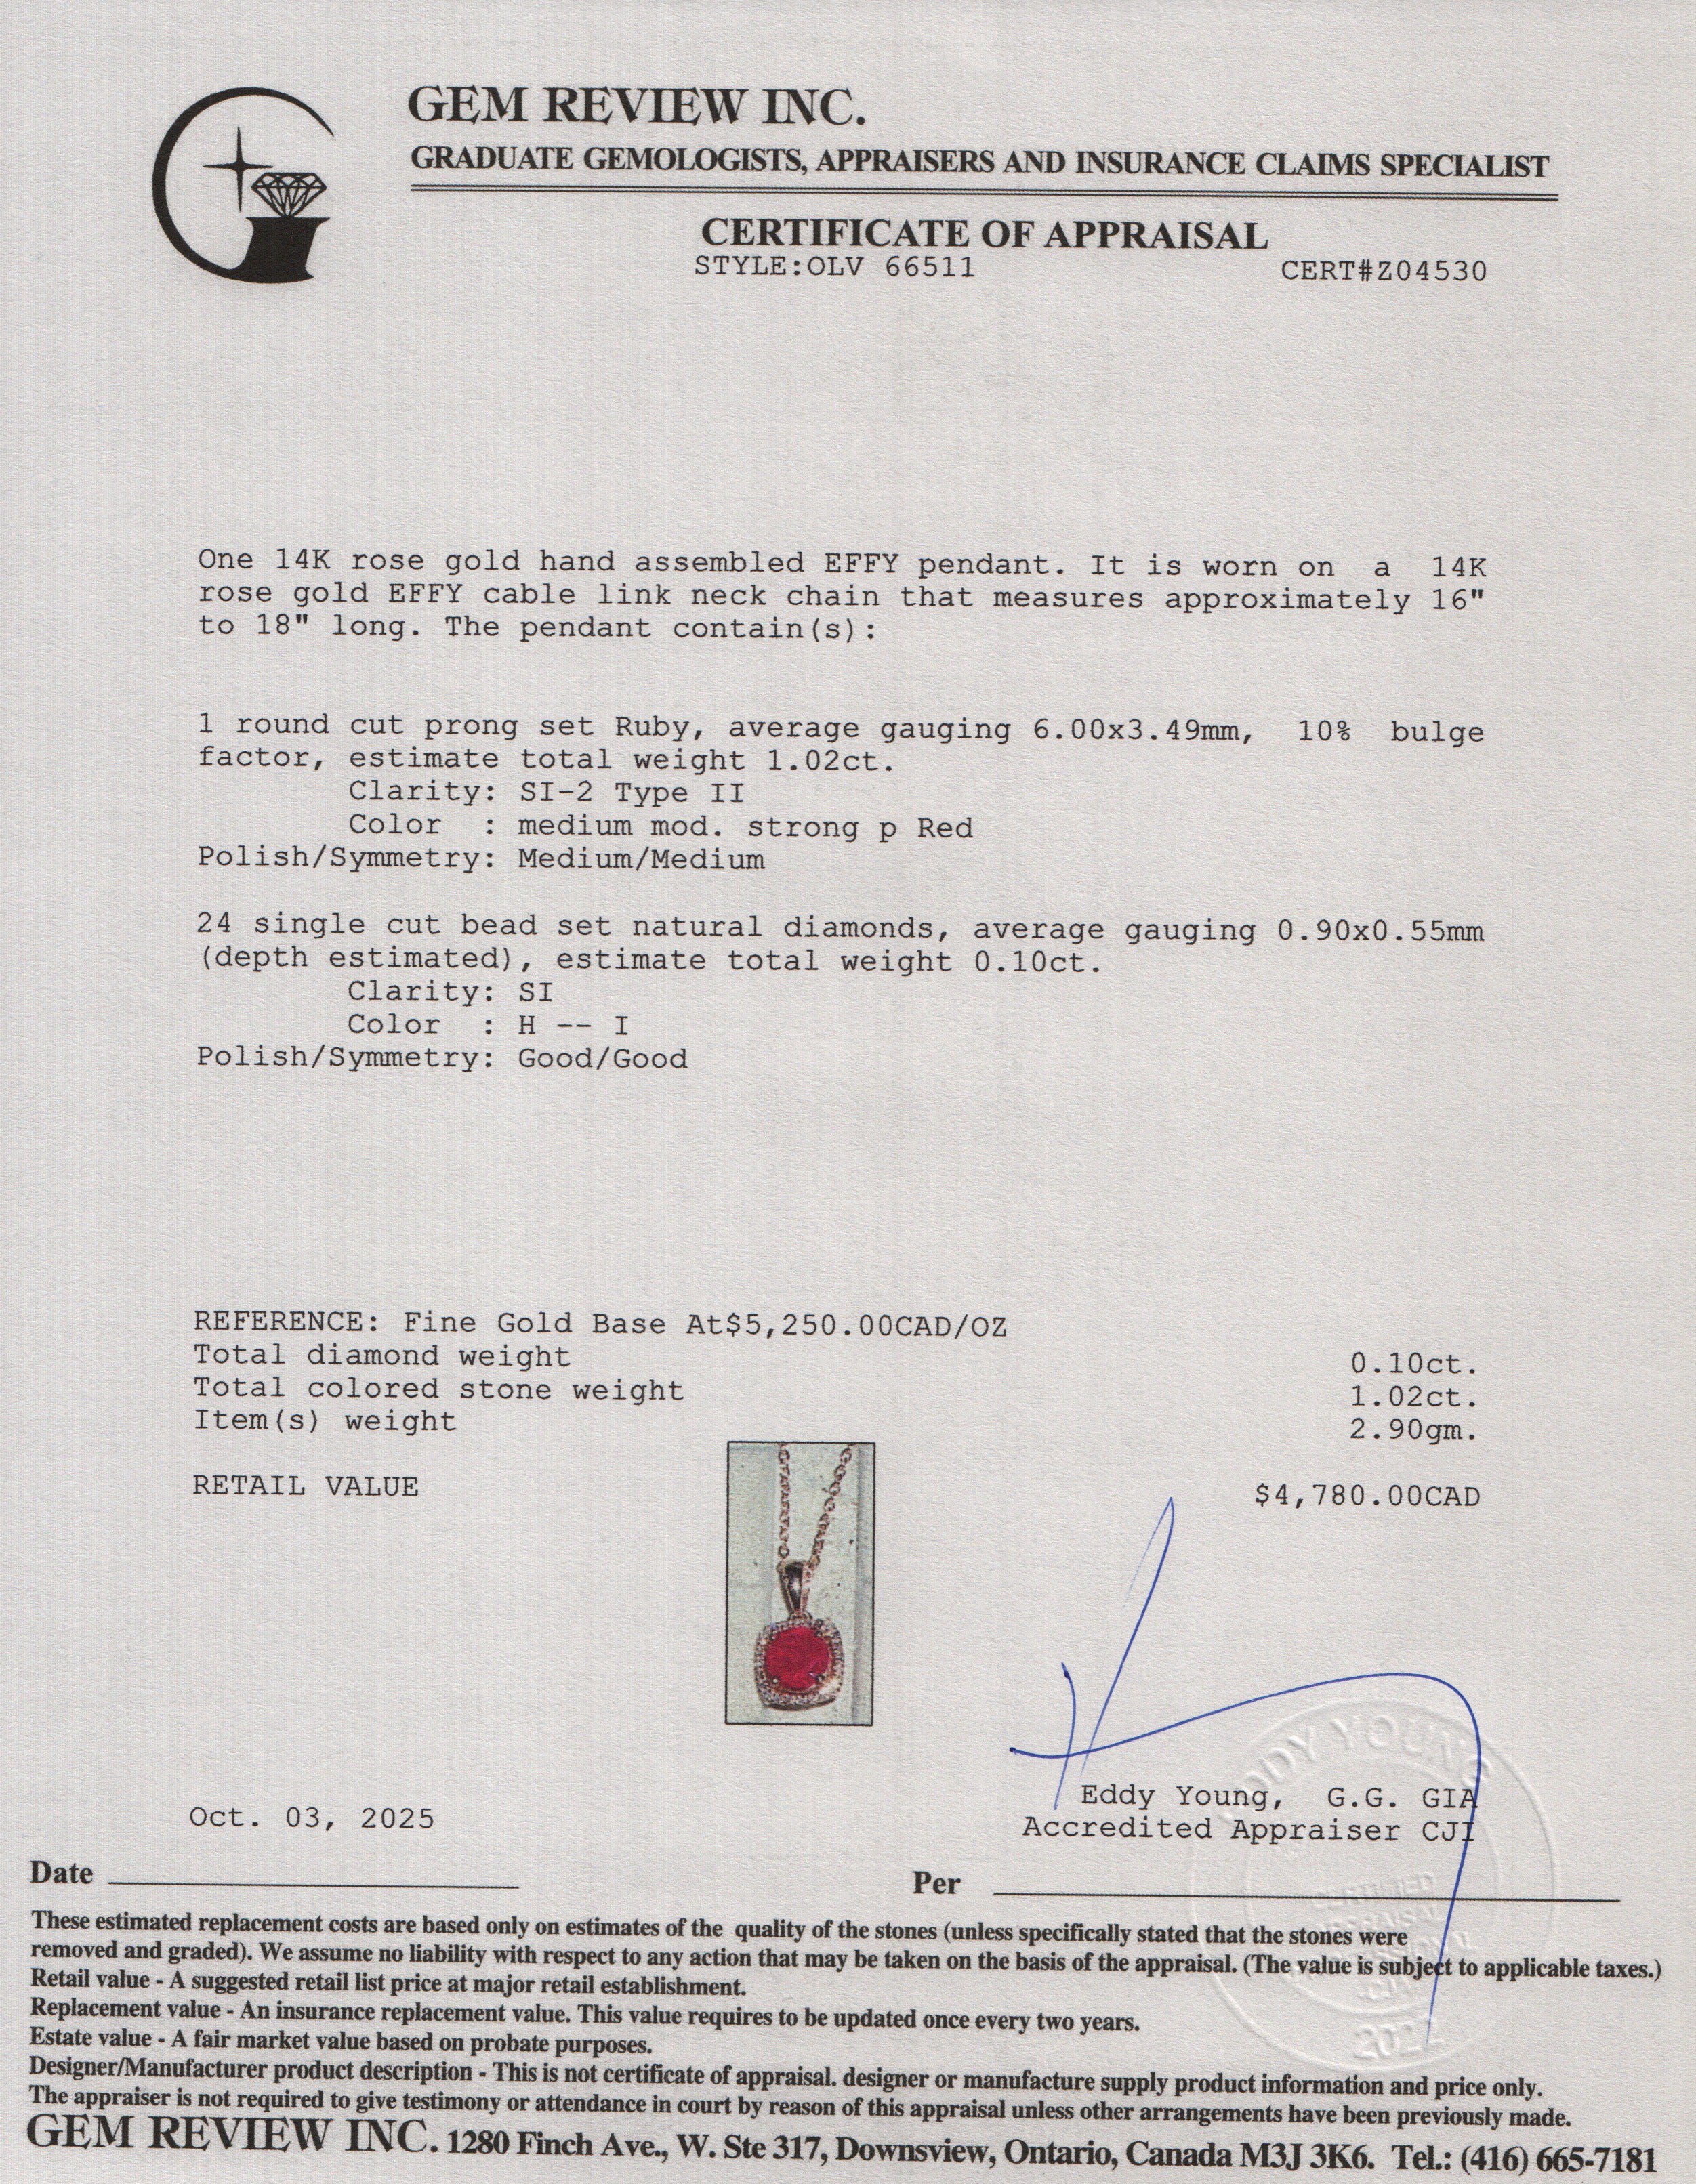 GEM REVIEW INC.
GRADUATE GEMOLOGISTS, APPRAISERS AND INSURANCE CLAIMS SPECIALIST
CERTIFICATE OF APPRAISAL
STYLE:OLV 66511
CERT#Z04530
One 14K rose gold hand assembled EFFY pendant. It is worn on a 14K
rose gold EFFY cable link neck chain that measures approximately 16"
to 18" long. The pendant contain(s):
1 round cut prong set Ruby, average gauging 6.00x3.49mm, 10% bulge
factor, estimate total weight 1.02ct.
Clarity: SI-2 Type II
Color : medium mod. strong p Red
Polish/Symmetry: Medium/Medium
24 single cut bead set natural diamonds, average gauging 0.90x0.55mm
(depth estimated), estimate total weight 0.10ct.
Clarity: SI
Color : H -- I
Polish/Symmetry: Good/Good
REFERENCE: Fine Gold Base At$5,250.00CAD/OZ
Total diamond weight 0.10ct.
Total colored stone weight 1.02ct.
Item(s) weight 2.90gm.
RETAIL VALUE $4,780.00CAD
Eddy Young, G.G. GIA
Accredited Appraiser CJI
Oct. 03, 2025
Date
Per
EDDY YOUNG
CERTIFIED
These estimated replacement costs are based only on estimates of the quality of the stones (unless specifically stated that the stones were
removed and graded). We assume no liability with respect to any action that may be taken on the basis of the appraisal. (The value is subject to applicable taxes.)
Retail value - A suggested retail list price at major retail establishment.
Replacement value - An insurance replacement value. This value requires to be updated once every two years.
Estate value - A fair market value based on probate purposes.
Designer/Manufacturer product description - This is not certificate of appraisal. designer or manufacture supply product information and price only.
The appraiser is not required to give testimony or attendance in court by reason of this appraisal unless other arrangements have been previously made.
GEM REVIEW INC. 1280 Finch Ave., W. Ste 317, Downsview, Ontario, Canada M3J 3K6. Tel.: (416) 665-7181